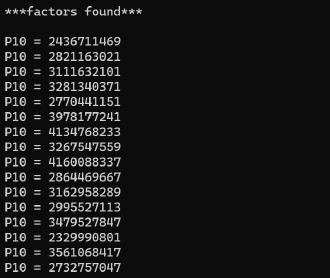 ***factors found***
P10 = 2436711469
P10 = 2821163021
P10 = 3111632101
P10 = 3281340371
P10 = 2770441151
P10 = 3978177241
P10 = 4134768233
P10 = 3267547559
P10 = 4160088337
P10 = 2864469667
P10 = 3162958289
P10 = 2995527113
P10 = 3479527847
P10 = 2329990801
P10 = 3561068417
P10 = 2732757047